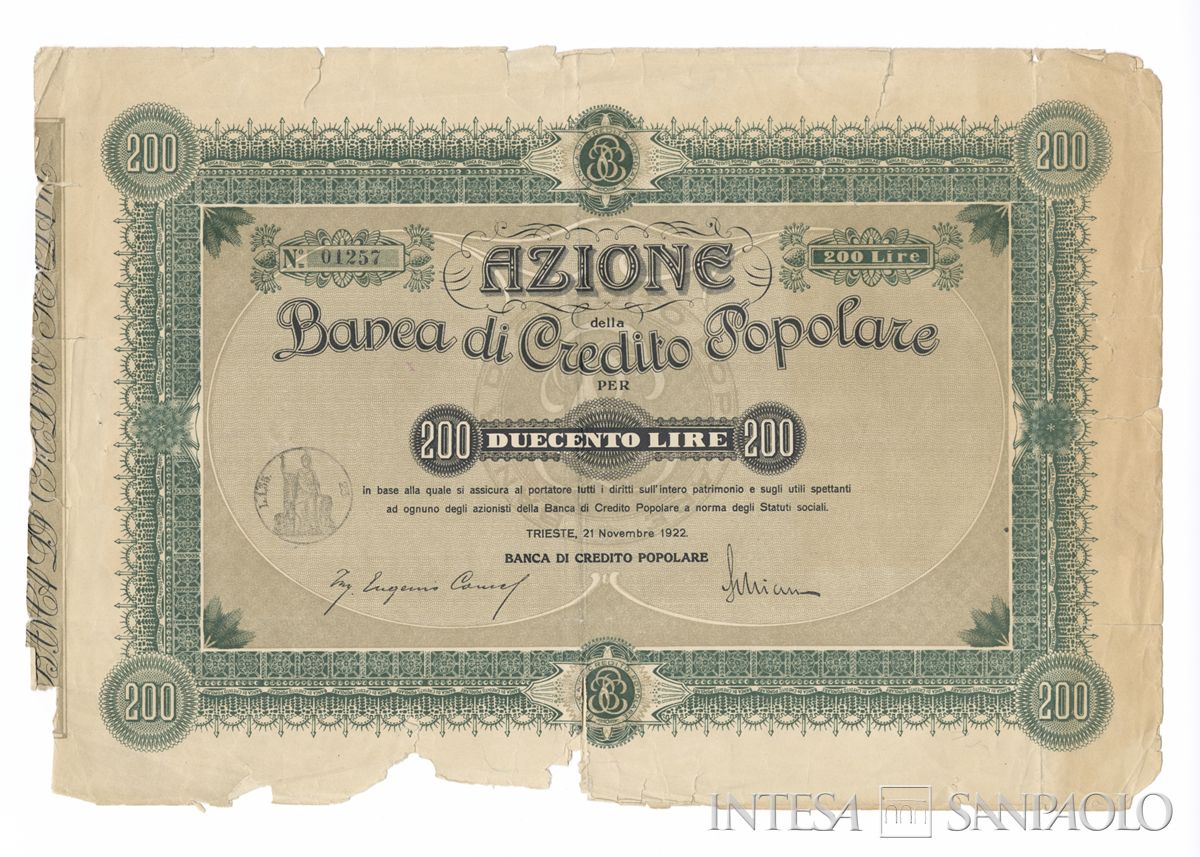 200
200
Nº 01257
AZIONE
200 Lire
della
Banca di Credito Popolare
PER
200 DUECENTO LIRE 200
in base alla quale si assicura al portatore tutti i diritti sull'intero patrimonio e sugli utili spettanti
ad ognuno degli azionisti della Banca di Credito Popolare a norma degli Statuti sociali.
TRIESTE, 21 Novembre 1922.
BANCA DI CREDITO POPOLARE
Ing. Eugenio
200
200
INTESA SANPAOLO